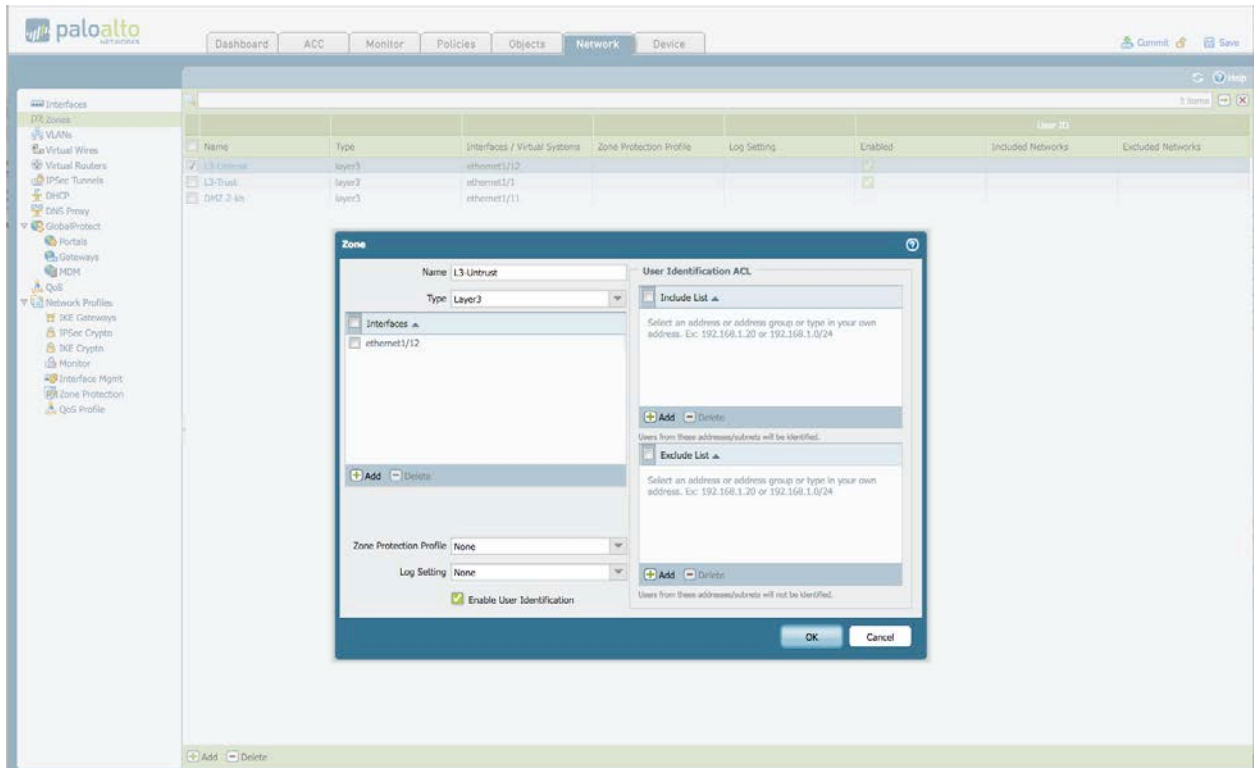 paloalto
NETWORKS
Dashboard ACC Monitor Policies Objects Network Device
Commit Save
Help
Interfaces
Zones
VLANs
Virtual Wires
Virtual Routers
IPSec Tunnels
DHCP
DNS Proxy
GlobalProtect
Portals
Gateways
MDM
QoS
Network Profiles
IKE Gateways
IPSec Crypto
IKE Crypto
Monitor
Interface Mgmt
Zone Protection
QoS Profile
3 items
User ID
Name Type Interfaces / Virtual Systems Zone Protection Profile Log Setting Enabled Included Networks Excluded Networks
L3-Untrust layer3 ethernet1/12
L3-Trust layer3 ethernet1/1
layer3 ethernet1/11
Zone
Name L3-Untrust
Type Layer3
Interfaces
ethernet1/12
Add Delete
Zone Protection Profile None
Log Setting None
Enable User Identification
User Identification ACL
Include List
Select an address or address group or type in your own
address. Ex: 192.168.1.20 or 192.168.1.0/24
Add Delete
Users from these addresses/subnets will be identified.
Exclude List
Select an address or address group or type in your own
address. Ex: 192.168.1.20 or 192.168.1.0/24
Add Delete
Users from these addresses/subnets will not be identified.
OK Cancel
Add Delete